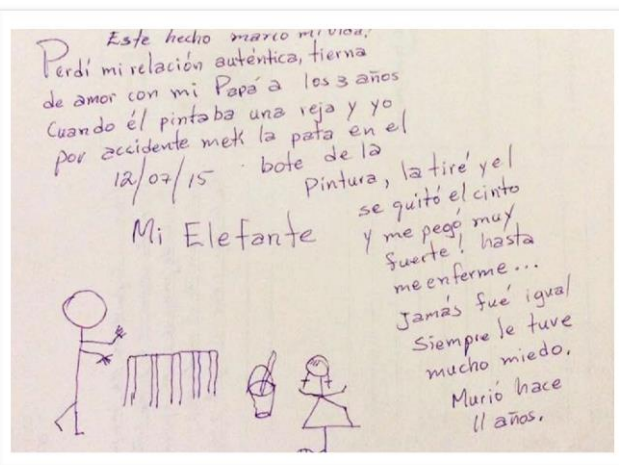 Este hecho marco mi vida.
Perdí mi relación auténtica, tierna
de amor con mi Papá a los 3 años
Cuando él pintaba una reja y yo
por accidente metí la pata en el
bote de la
pintura, la tiré y el
se quitó el cinto
y me pegó muy
fuerte! hasta
me enferme...
Jamás fué igual
Siempre le tuve
mucho miedo.
Murió hace
11 años.
12/07/15
Mi Elefante